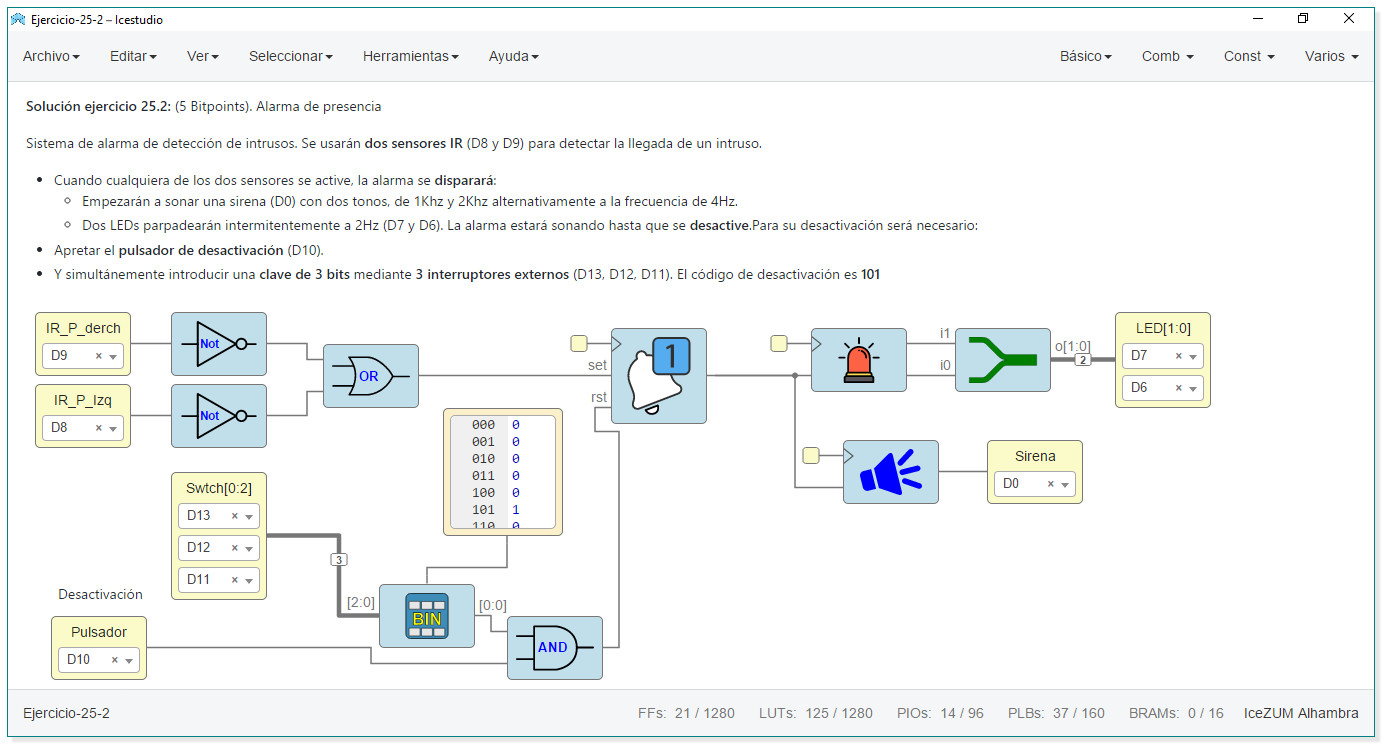 Ejercicio-25-2 – Icestudio
Archivo Editar Ver Seleccionar Herramientas Ayuda Básico Comb Const Varios
Solución ejercicio 25.2: (5 Bitpoints). Alarma de presencia
Sistema de alarma de detección de intrusos. Se usarán dos sensores IR (D8 y D9) para detectar la llegada de un intruso.
Cuando cualquiera de los dos sensores se active, la alarma se disparará:
Empezarán a sonar una sirena (D0) con dos tonos, de 1Khz y 2Khz alternativamente a la frecuencia de 4Hz.
Dos LEDs parpadearán intermitentemente a 2Hz (D7 y D6). La alarma estará sonando hasta que se desactive.Para su desactivación será necesario:
Apretar el pulsador de desactivación (D10).
Y simultánemente introducir una clave de 3 bits mediante 3 interruptores externos (D13, D12, D11). El código de desactivación es 101
IR_P_derch
D9
Not
IR_P_Izq
D8
Not
OR
set
rst
1
i1
i0
o[1:0]
2
LED[1:0]
D7
D6
000 0
001 0
010 0
011 0
100 0
101 1
110 0
Sirena
D0
Swtch[0:2]
D13
D12
D11
3
[2:0]
BIN
[0:0]
AND
Desactivación
Pulsador
D10
Ejercicio-25-2 FFs: 21 / 1280 LUTs: 125 / 1280 PIOs: 14 / 96 PLBs: 37 / 160 BRAMs: 0 / 16 IceZUM Alhambra